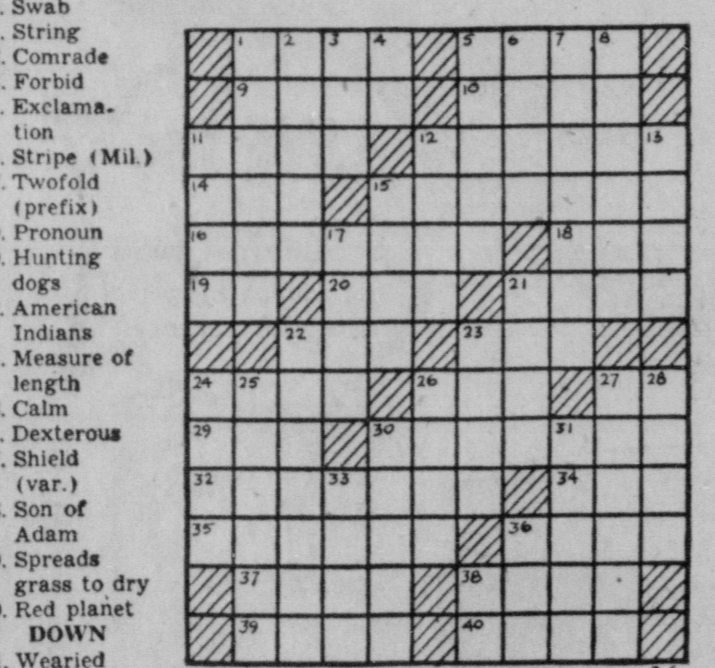 . Swab
. String
. Comrade
. Forbid
. Exclama-
tion
. Stripe (Mil.)
. Twofold
(prefix)
. Pronoun
. Hunting
dogs
. American
Indians
. Measure of
length
. Calm
. Dexterous
. Shield
(var.)
. Son of
Adam
. Spreads
grass to dry
. Red planet
DOWN
. Wearied
1 2 3 4 5 6 7 8
9 10
11 12 13
14 15
16 17 18
19 20 21
22 23
24 25 26 27 28
29 30 31
32 33 34
35 36
37 38
39 40